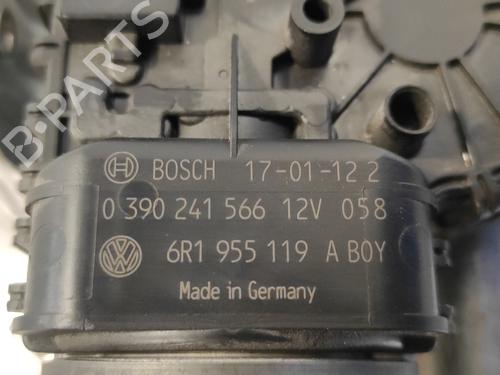 B-PARTS
BOSCH 17-01-12 2
0 390 241 566 12V 058
6R1 955 119 A BOY
Made in Germany